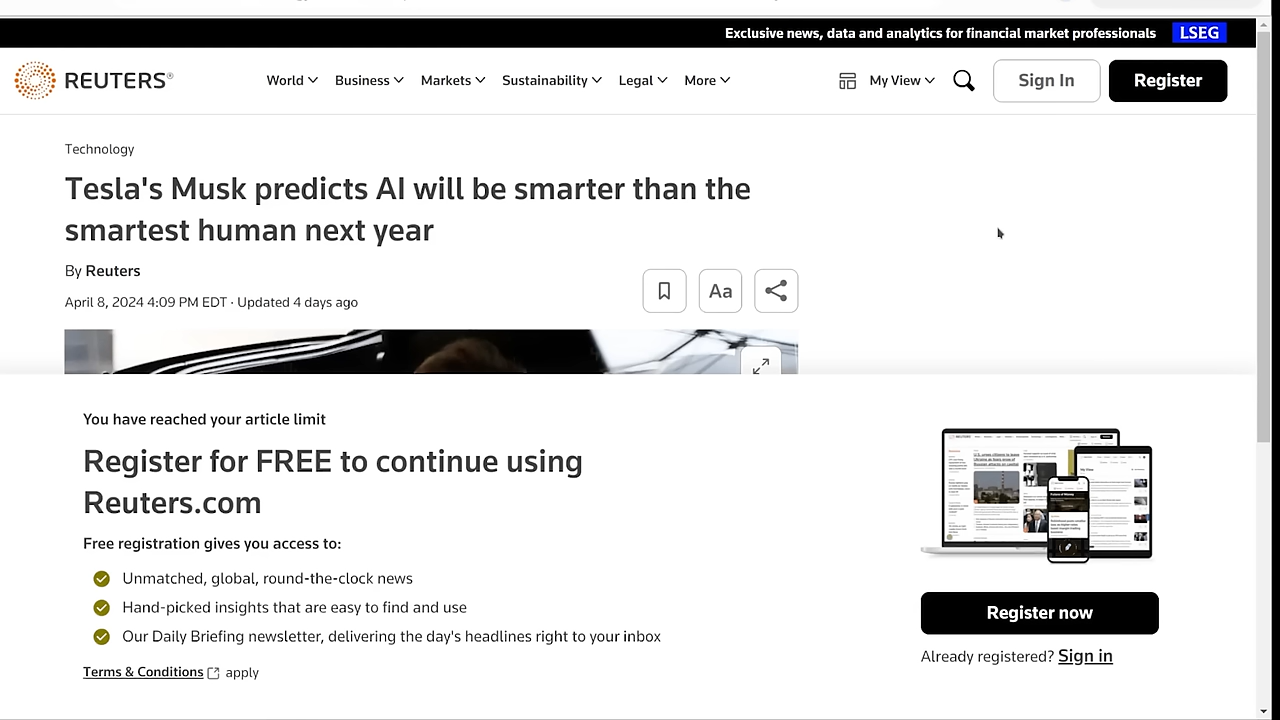 Exclusive news, data and analytics for financial market professionals LSEG
REUTERS® World Business Markets Sustainability Legal More My View Sign In Register
Technology
Tesla's Musk predicts AI will be smarter than the
smartest human next year
By Reuters
April 8, 2024 4:09 PM EDT · Updated 4 days ago
Aa
You have reached your article limit
Register for FREE to continue using
Reuters.com
Free registration gives you access to:
Unmatched, global, round-the-clock news
Hand-picked insights that are easy to find and use
Our Daily Briefing newsletter, delivering the day's headlines right to your inbox
Terms & Conditions apply
Register now
Already registered? Sign in